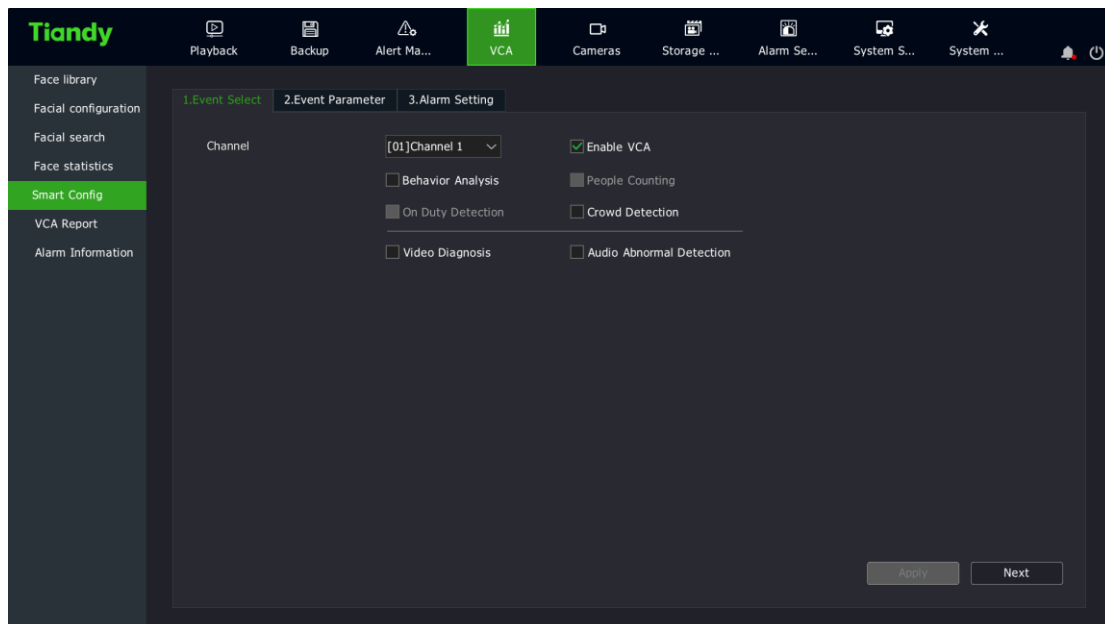 Tiandy
Playback
Backup
Alert Ma...
VCA
Cameras
Storage ...
Alarm Se...
System S...
System ...
Face library
Facial configuration
Facial search
Face statistics
Smart Config
VCA Report
Alarm Information
1.Event Select
2.Event Parameter
3.Alarm Setting
Channel
[01]Channel 1
Enable VCA
Behavior Analysis
People Counting
On Duty Detection
Crowd Detection
Video Diagnosis
Audio Abnormal Detection
Apply
Next